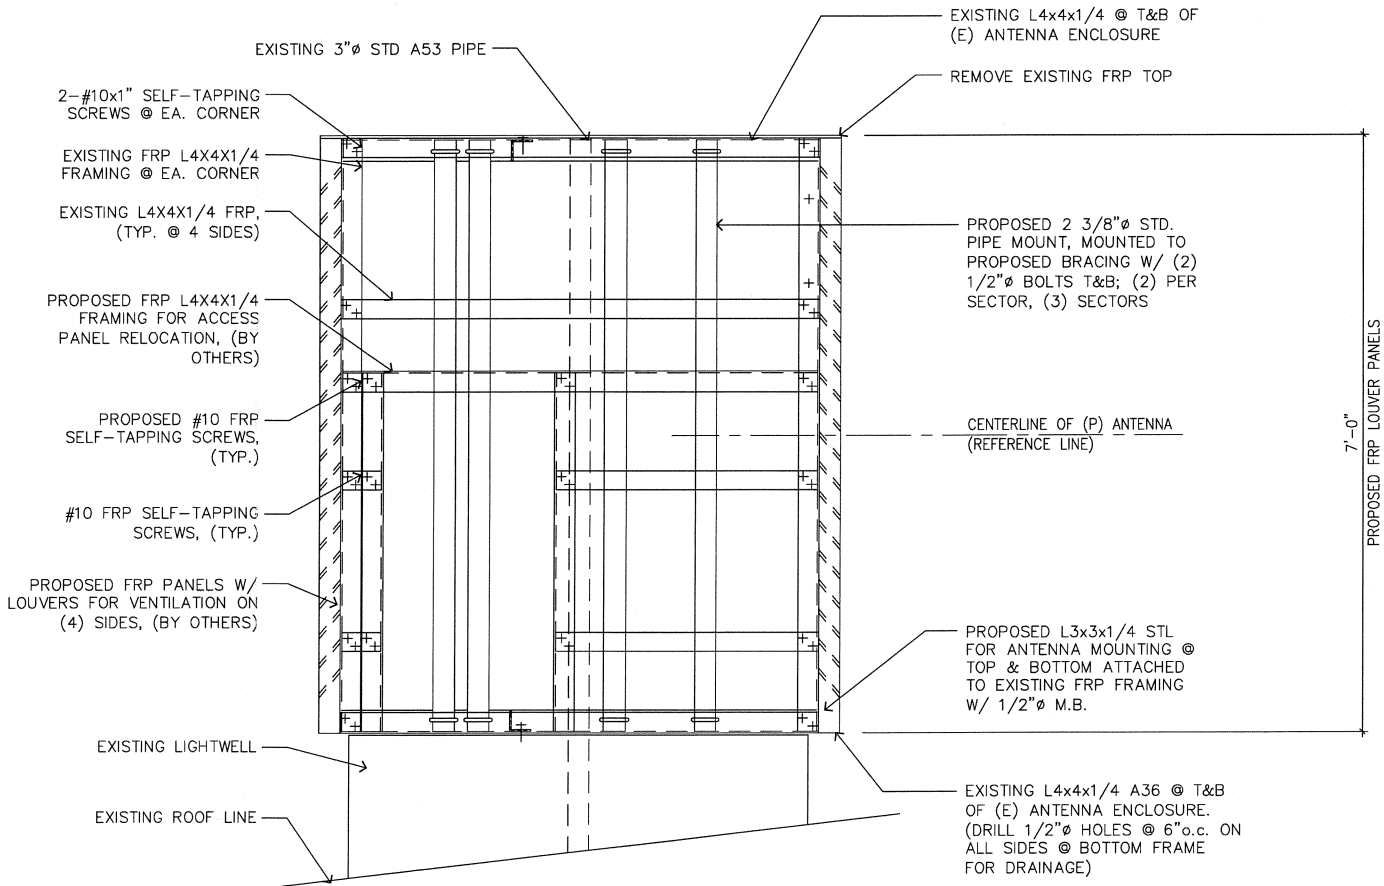 EXISTING 3"ø STD A53 PIPE
2-#10x1" SELF-TAPPING
SCREWS @ EA. CORNER
EXISTING FRP L4X4X1/4
FRAMING @ EA. CORNER
EXISTING L4X4X1/4 FRP,
(TYP. @ 4 SIDES)
PROPOSED FRP L4X4X1/4
FRAMING FOR ACCESS
PANEL RELOCATION, (BY
OTHERS)
PROPOSED #10 FRP
SELF-TAPPING SCREWS,
(TYP.)
#10 FRP SELF-TAPPING
SCREWS, (TYP.)
PROPOSED FRP PANELS W/
LOUVERS FOR VENTILATION ON
(4) SIDES, (BY OTHERS)
EXISTING LIGHTWELL
EXISTING ROOF LINE
EXISTING L4x4x1/4 @ T&B OF
(E) ANTENNA ENCLOSURE
REMOVE EXISTING FRP TOP
PROPOSED 2 3/8"ø STD.
PIPE MOUNT, MOUNTED TO
PROPOSED BRACING W/ (2)
1/2"ø BOLTS T&B; (2) PER
SECTOR, (3) SECTORS
CENTERLINE OF (P) ANTENNA
(REFERENCE LINE)
PROPOSED L3x3x1/4 STL
FOR ANTENNA MOUNTING @
TOP & BOTTOM ATTACHED
TO EXISTING FRP FRAMING
W/ 1/2"ø M.B.
EXISTING L4x4x1/4 A36 @ T&B
OF (E) ANTENNA ENCLOSURE.
(DRILL 1/2"ø HOLES @ 6"o.c. ON
ALL SIDES @ BOTTOM FRAME
FOR DRAINAGE)
7'-0"
PROPOSED FRP LOUVER PANELS